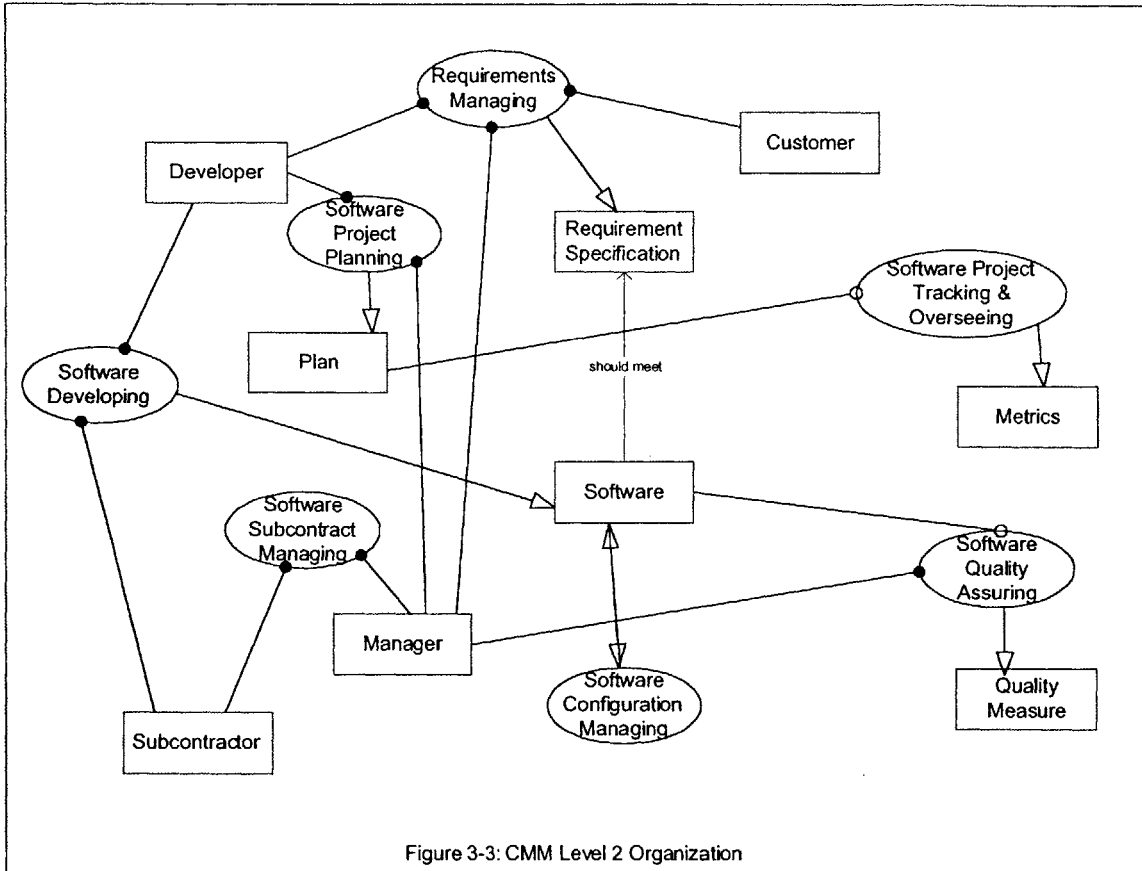 Requirements
Managing
Customer
Developer
Software
Project
Planning
Requirement
Specification
Software Project
Tracking &
Overseeing
Plan
should meet
Software
Developing
Metrics
Software
Software
Subcontract
Managing
Software
Quality
Assuring
Manager
Software
Configuration
Managing
Quality
Measure
Subcontractor
Figure 3-3: CMM Level 2 Organization